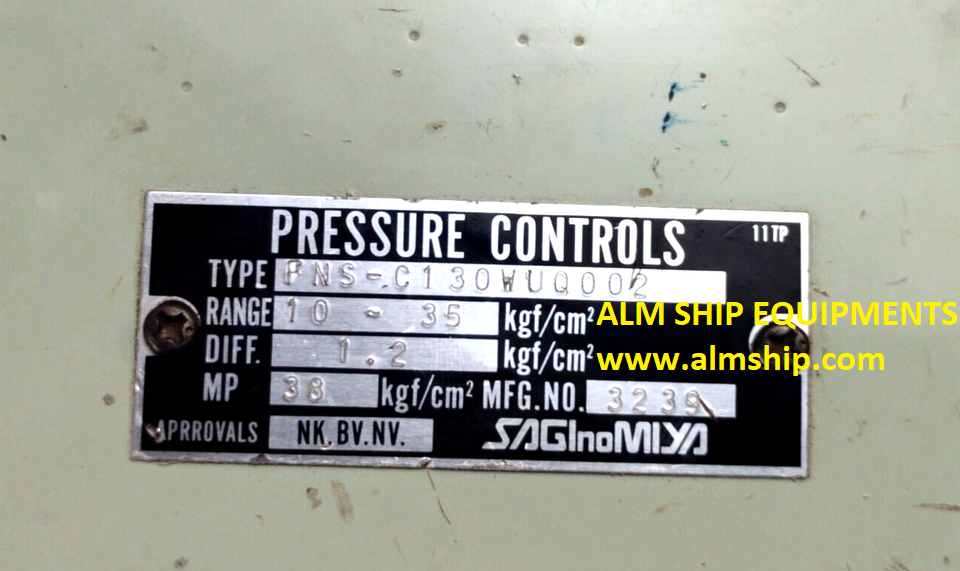 PRESSURE CONTROLS 11TP
TYPE FNS-C130WUQ002
RANGE 10 ~ 35 kgf/cm²
DIFF. 1.2 kgf/cm²
MP 38 kgf/cm² MFG.NO. 3239
APRROVALS NK.BV.NV. SAGInoMIYA
ALM SHIP EQUIPMENTS
www.almship.com